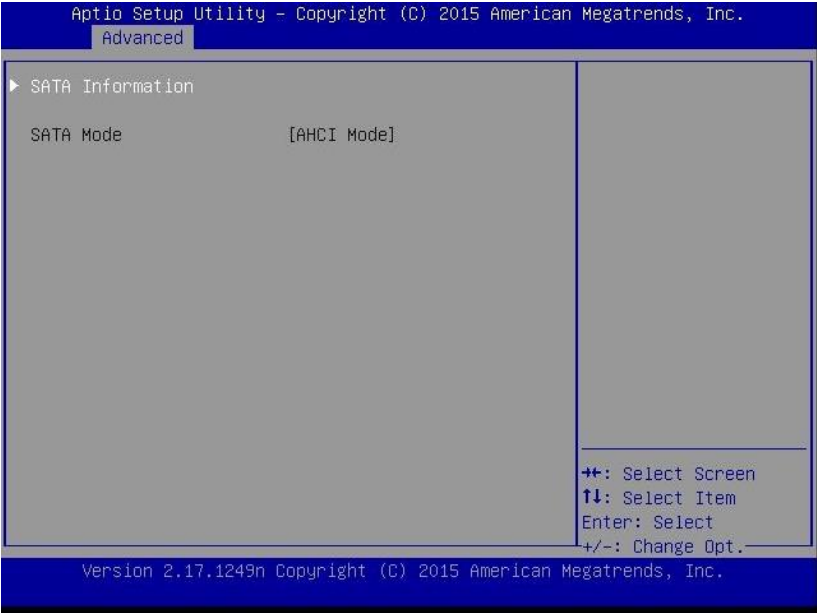 Aptio Setup Utility – Copyright (C) 2015 American Megatrends, Inc.
Advanced
▶ SATA Information
SATA Mode [AHCI Mode]
→←: Select Screen
↑↓: Select Item
Enter: Select
+/-: Change Opt.
Version 2.17.1249n Copyright (C) 2015 American Megatrends, Inc.